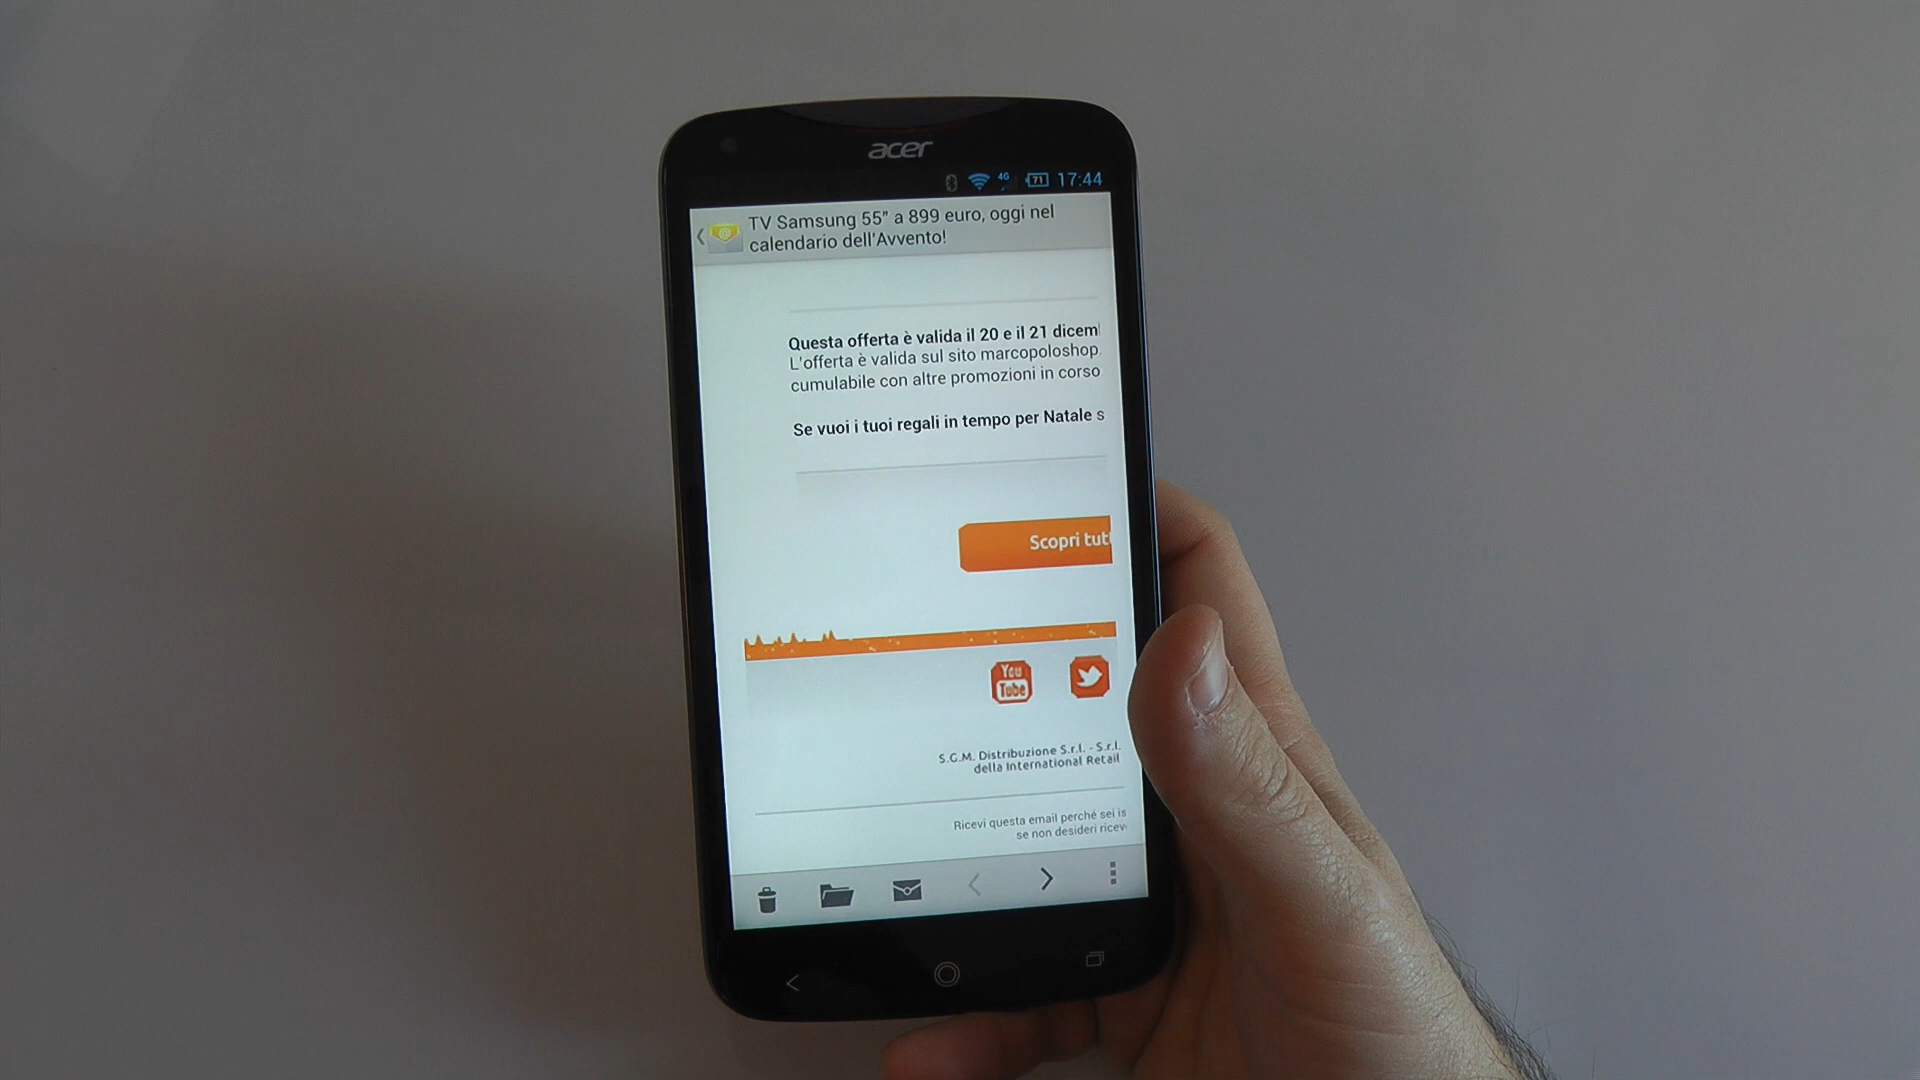 acer
4G 71 17:44
TV Samsung 55" a 899 euro, oggi nel
calendario dell'Avvento!
Questa offerta è valida il 20 e il 21 dicem
L'offerta è valida sul sito marcopoloshop.
cumulabile con altre promozioni in corso
Se vuoi i tuoi regali in tempo per Natale s
Scopri tutt
You
Tube
S.G.M. Distribuzione S.r.l. - S.r.l.
della International Retail
Ricevi questa email perché sei is
se non desideri ricev